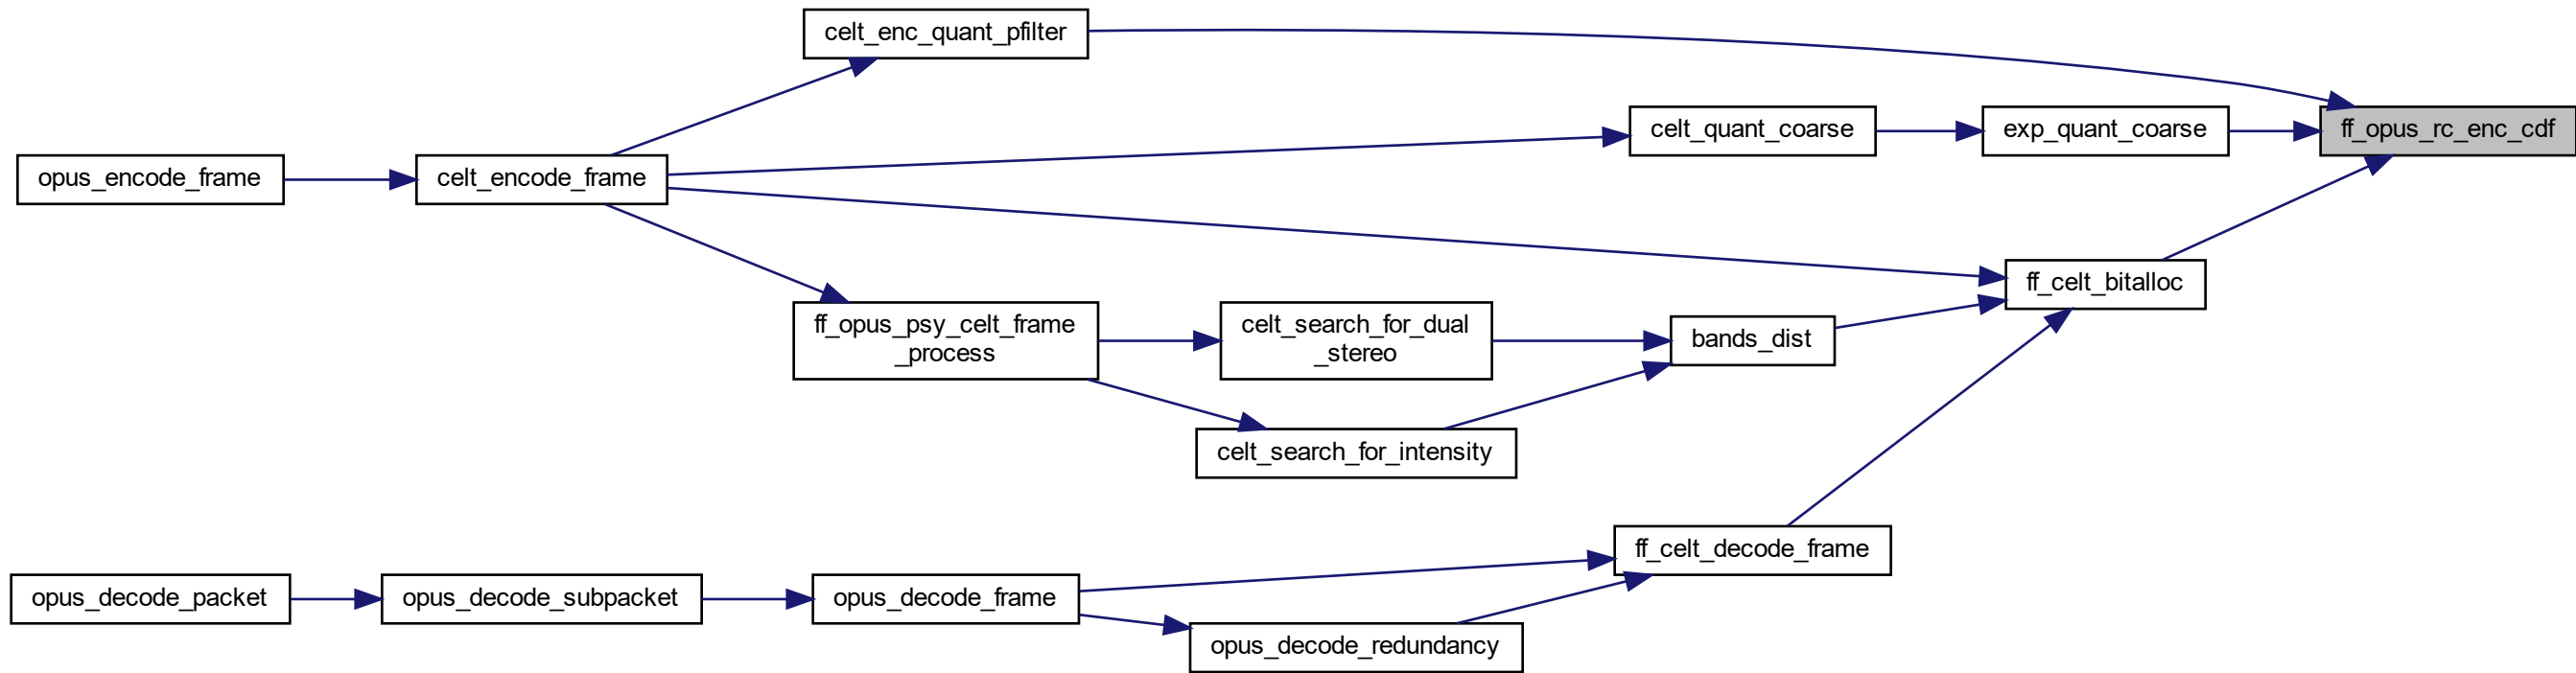 celt_enc_quant_pfilter
celt_quant_coarse
exp_quant_coarse
ff_opus_rc_enc_cdf
opus_encode_frame
celt_encode_frame
ff_celt_bitalloc
ff_opus_psy_celt_frame
_process
celt_search_for_dual
_stereo
bands_dist
celt_search_for_intensity
ff_celt_decode_frame
opus_decode_packet
opus_decode_subpacket
opus_decode_frame
opus_decode_redundancy